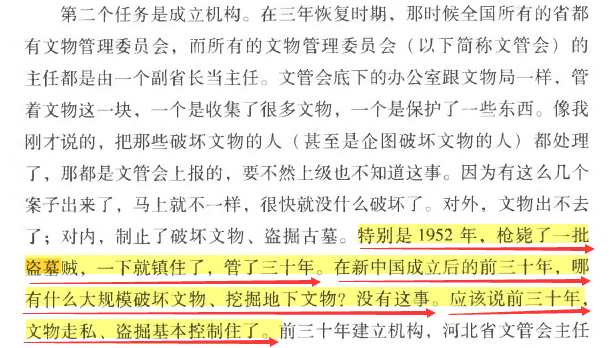 第二个任务是成立机构。在三年恢复时期，那时候全国所有的省都
有文物管理委员会，而所有的文物管理委员会（以下简称文管会）的
主任都是由一个副省长当主任。文管会底下的办公室跟文物局一样，管
着文物这一块，一个是收集了很多文物，一个是保护了一些东西。像我
刚才说的，把那些破坏文物的人（甚至是企图破坏文物的人）都处理
了，那都是文管会上报的，要不然上级也不知道这事。因为有这么几个
案子出来了，马上就不一样，很快就没什么破坏了。对外，文物出不去
了；对内，制止了破坏文物、盗掘古墓。特别是1952年，枪毙了一批
盗墓贼，一下就镇住了，管了三十年。在新中国成立后的前三十年，哪
有什么大规模破坏文物、挖掘地下文物？没有这事。应该说前三十年，
文物走私、盗掘基本控制住了。前三十年建立机构，河北省文管会主任